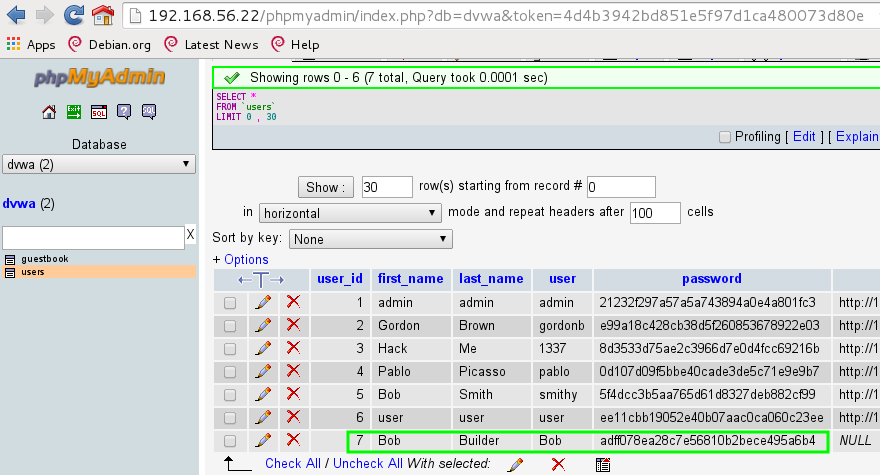 192.168.56.22/phpmyadmin/index.php?db=dvwa&token=4d4b3942bd851e5f97d1ca480073d80e
Apps Debian.org Latest News Help
phpMyAdmin
SQL ? SQL
Database
dvwa (2)
dvwa (2)
X
guestbook
users
Showing rows 0 - 6 (7 total, Query took 0.0001 sec)
SELECT *
FROM `users`
LIMIT 0 , 30
Profiling [ Edit ] [ Explain
Show : 30 row(s) starting from record # 0
in horizontal mode and repeat headers after 100 cells
Sort by key: None
+ Options
←T→ user_id first_name last_name user password
1 admin admin admin 21232f297a57a5a743894a0e4a801fc3 http://1
2 Gordon Brown gordonb e99a18c428cb38d5f260853678922e03 http://1
3 Hack Me 1337 8d3533d75ae2c3966d7e0d4fcc69216b http://1
4 Pablo Picasso pablo 0d107d09f5bbe40cade3de5c71e9e9b7 http://1
5 Bob Smith smithy 5f4dcc3b5aa765d61d8327deb882cf99 http://1
6 user user user ee11cbb19052e40b07aac0ca060c23ee http://1
7 Bob Builder Bob adff078ea28c7e56810b2bece495a6b4 NULL
Check All / Uncheck All With selected: